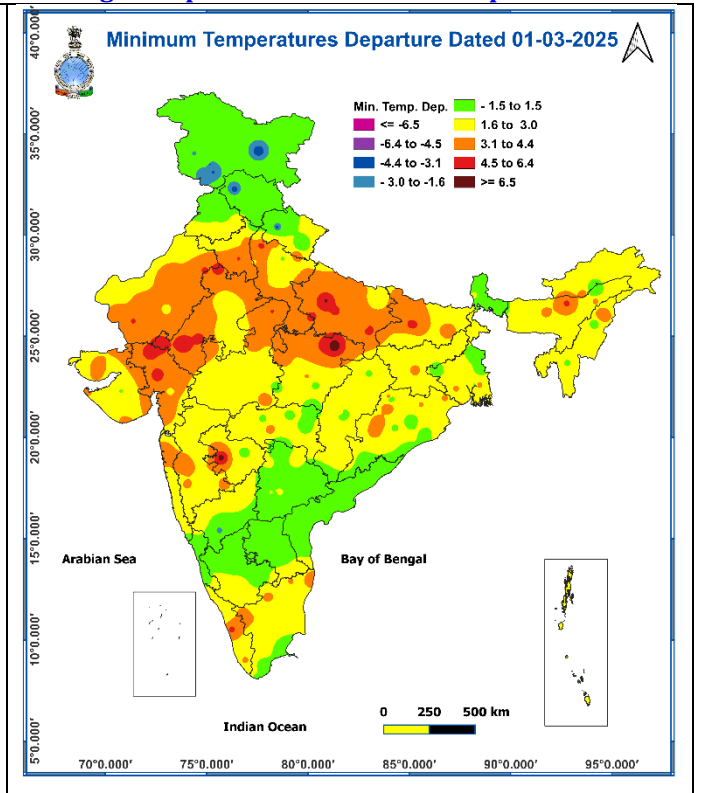 Minimum Temperatures Departure Dated 01-03-2025
Min. Temp. Dep.
<= -6.5
-6.4 to -4.5
-4.4 to -3.1
- 3.0 to -1.6
- 1.5 to 1.5
1.6 to 3.0
3.1 to 4.4
4.5 to 6.4
>= 6.5
40°0.000'
35°0.000'
30°0.000'
25°0.000'
20°0.000'
15°0.000'
10°0.000'
5°0.000'
Arabian Sea
Bay of Bengal
Indian Ocean
0 250 500 km
70°0.000' 75°0.000' 80°0.000' 85°0.000' 90°0.000' 95°0.000'